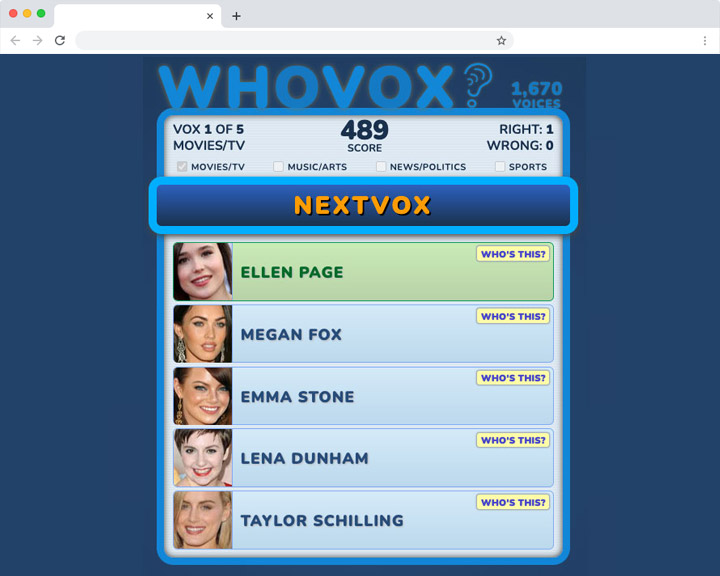 WHOVOX?
1,670
VOICES
VOX 1 OF 5
MOVIES/TV
489
SCORE
RIGHT: 1
WRONG: 0
MOVIES/TV MUSIC/ARTS NEWS/POLITICS SPORTS
NEXTVOX
WHO'S THIS?
ELLEN PAGE
WHO'S THIS?
MEGAN FOX
WHO'S THIS?
EMMA STONE
WHO'S THIS?
LENA DUNHAM
WHO'S THIS?
TAYLOR SCHILLING